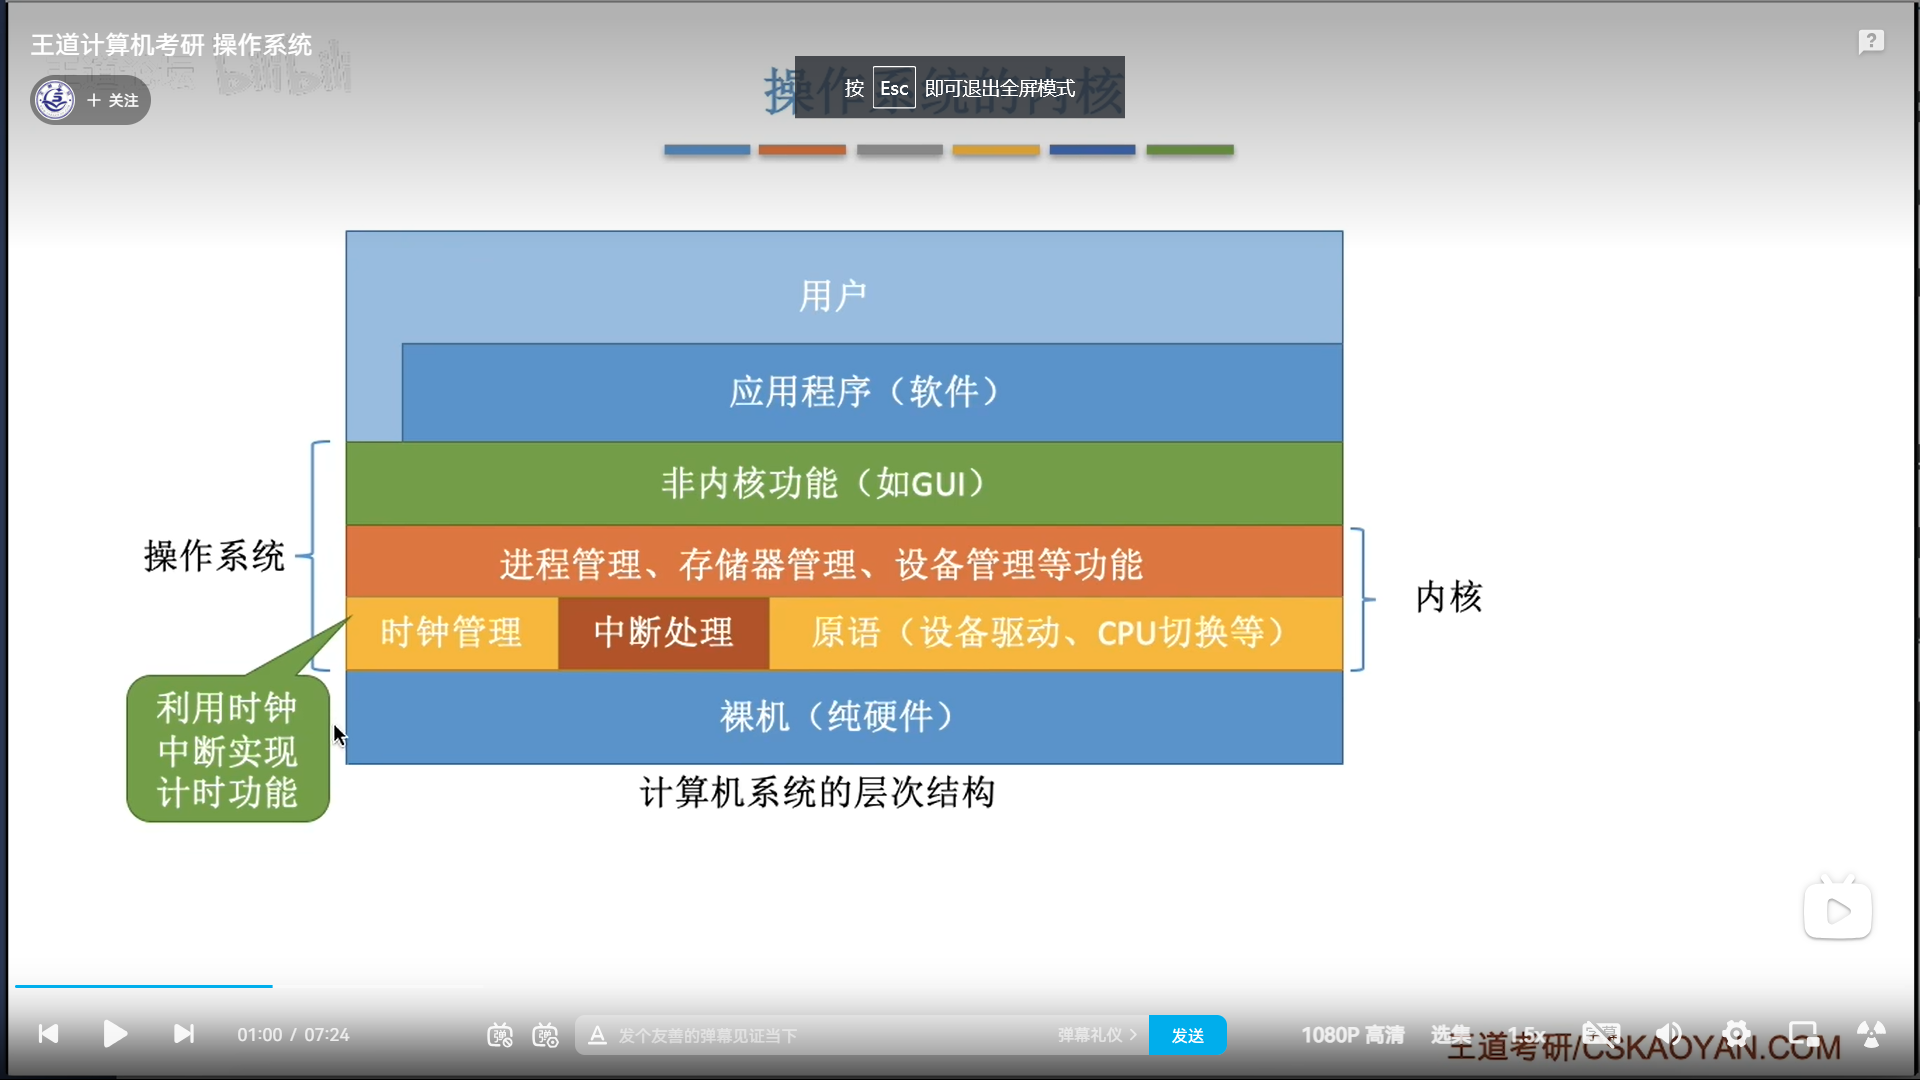 王道计算机考研 操作系统
+ 关注
操作系统的内核
按 Esc 即可退出全屏模式
用户
应用程序（软件）
非内核功能（如GUI）
操作系统
进程管理、存储器管理、设备管理等功能
内核
时钟管理
中断处理
原语（设备驱动、CPU切换等）
利用时钟
中断实现
计时功能
裸机（纯硬件）
计算机系统的层次结构
01:00 / 07:24
弹
弹
A 发个友善的弹幕见证当下
弹幕礼仪 >
发送
1080P 高清
选集
1.5x
字幕
王道考研/CSKAOYAN.COM